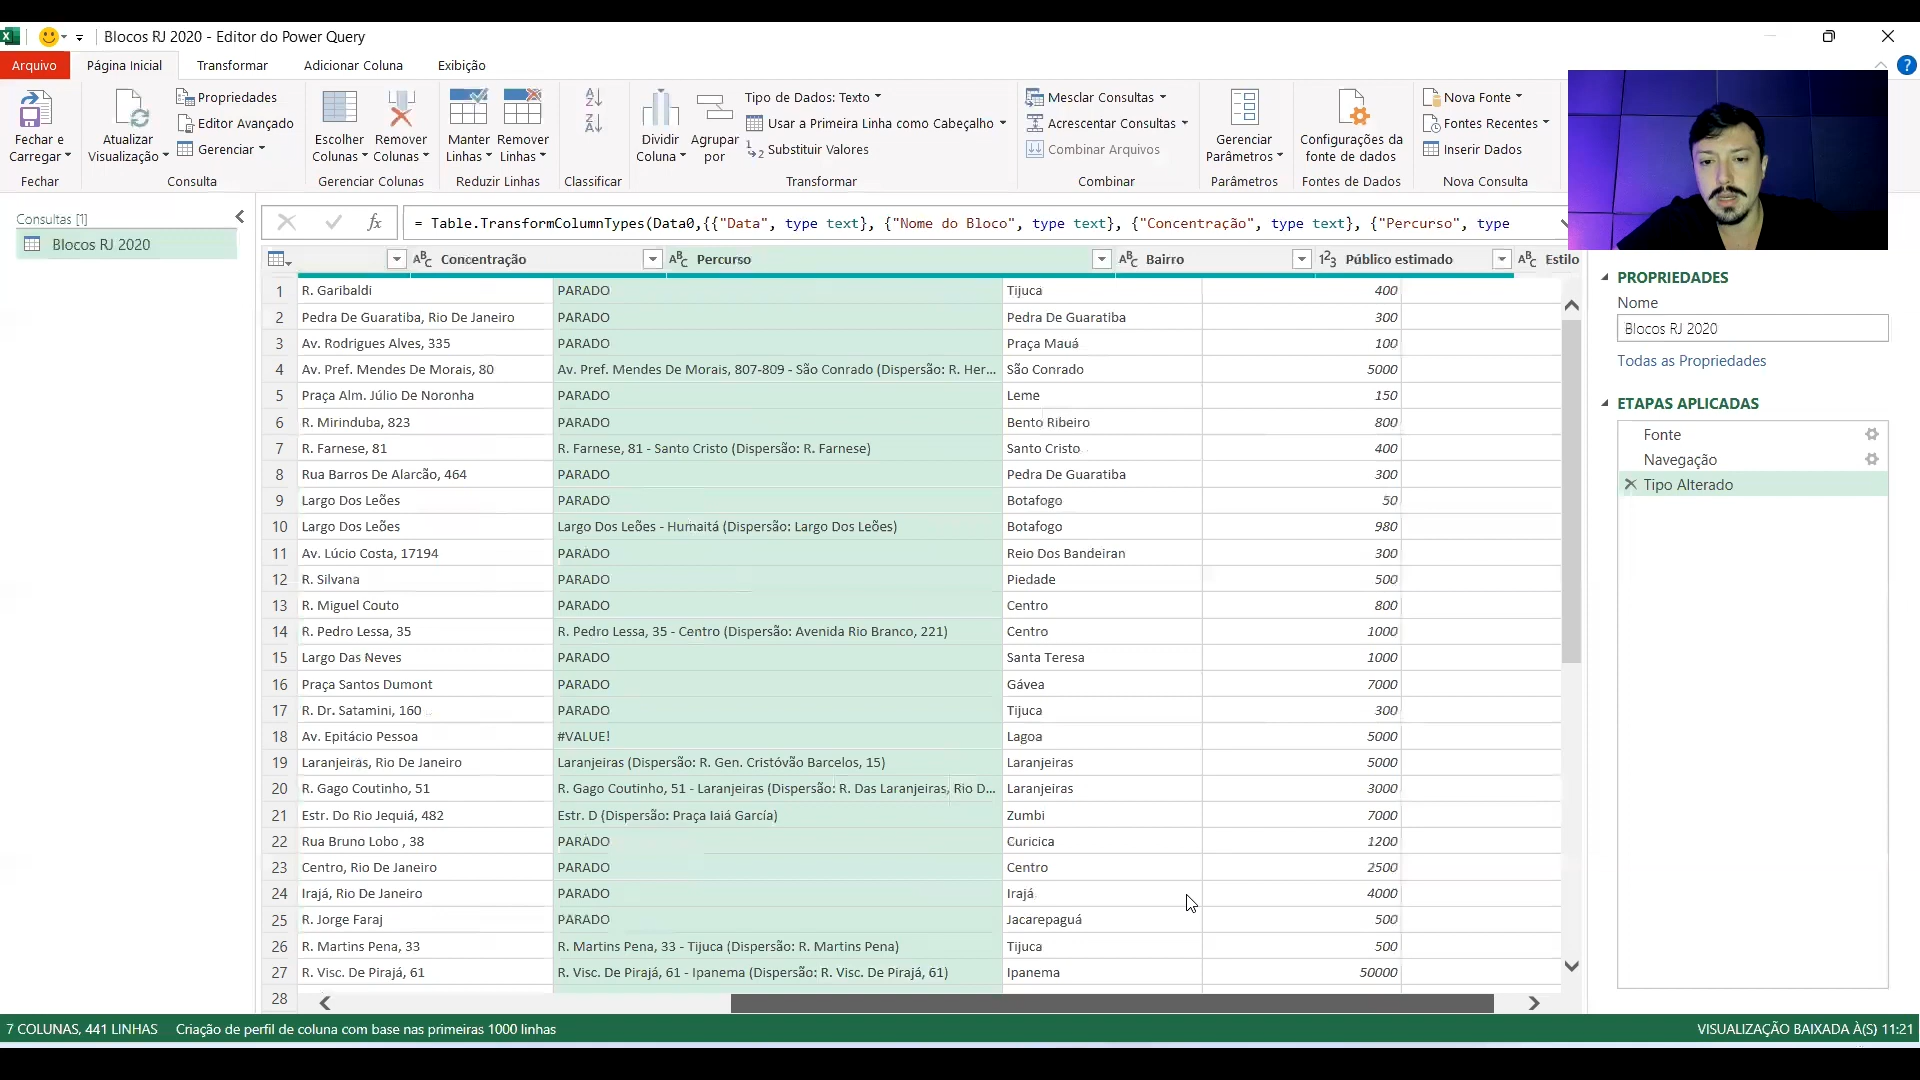 Blocos RJ 2020 - Editor do Power Query
Arquivo
Página Inicial
Transformar
Adicionar Coluna
Exibição
?
Fechar e
Carregar
Fechar
Atualizar
Visualização
Propriedades
Editor Avançado
Gerenciar
Consulta
Escolher
Colunas
Remover
Colunas
Gerenciar Colunas
Manter
Linhas
Remover
Linhas
Reduzir Linhas
Classificar
Dividir
Coluna
Agrupar
por
Tipo de Dados: Texto
Usar a Primeira Linha como Cabeçalho
Substituir Valores
Transformar
Mesclar Consultas
Acrescentar Consultas
Combinar Arquivos
Combinar
Gerenciar
Parâmetros
Parâmetros
Configurações da
fonte de dados
Fontes de Dados
Nova Fonte
Fontes Recentes
Inserir Dados
Nova Consulta
Consultas [1]
Blocos RJ 2020
fx
= Table.TransformColumnTypes(Data0,{{"Data", type text}, {"Nome do Bloco", type text}, {"Concentração", type text}, {"Percurso", type
ABC Concentração ABC Percurso ABC Bairro 123 Público estimado ABC Estilo
1 R. Garibaldi PARADO Tijuca 400
2 Pedra De Guaratiba, Rio De Janeiro PARADO Pedra De Guaratiba 300
3 Av. Rodrigues Alves, 335 PARADO Praça Mauá 100
4 Av. Pref. Mendes De Morais, 80 Av. Pref. Mendes De Morais, 807-809 - São Conrado (Dispersão: R. Her... São Conrado 5000
5 Praça Alm. Júlio De Noronha PARADO Leme 150
6 R. Mirinduba, 823 PARADO Bento Ribeiro 800
7 R. Farnese, 81 R. Farnese, 81 - Santo Cristo (Dispersão: R. Farnese) Santo Cristo 400
8 Rua Barros De Alarcão, 464 PARADO Pedra De Guaratiba 300
9 Largo Dos Leões PARADO Botafogo 50
10 Largo Dos Leões Largo Dos Leões - Humaitá (Dispersão: Largo Dos Leões) Botafogo 980
11 Av. Lúcio Costa, 17194 PARADO Reio Dos Bandeiran 300
12 R. Silvana PARADO Piedade 500
13 R. Miguel Couto PARADO Centro 800
14 R. Pedro Lessa, 35 R. Pedro Lessa, 35 - Centro (Dispersão: Avenida Rio Branco, 221) Centro 1000
15 Largo Das Neves PARADO Santa Teresa 1000
16 Praça Santos Dumont PARADO Gávea 7000
17 R. Dr. Satamini, 160 PARADO Tijuca 300
18 Av. Epitácio Pessoa #VALUE! Lagoa 5000
19 Laranjeiras, Rio De Janeiro Laranjeiras (Dispersão: R. Gen. Cristóvão Barcelos, 15) Laranjeiras 5000
20 R. Gago Coutinho, 51 R. Gago Coutinho, 51 - Laranjeiras (Dispersão: R. Das Laranjeiras, Rio D... Laranjeiras 3000
21 Estr. Do Rio Jequiá, 482 Estr. D (Dispersão: Praça Iaiá García) Zumbi 7000
22 Rua Bruno Lobo , 38 PARADO Curicica 1200
23 Centro, Rio De Janeiro PARADO Centro 2500
24 Irajá, Rio De Janeiro PARADO Irajá 4000
25 R. Jorge Faraj PARADO Jacarepaguá 500
26 R. Martins Pena, 33 R. Martins Pena, 33 - Tijuca (Dispersão: R. Martins Pena) Tijuca 500
27 R. Visc. De Pirajá, 61 R. Visc. De Pirajá, 61 - Ipanema (Dispersão: R. Visc. De Pirajá, 61) Ipanema 50000
28
PROPRIEDADES
Nome
Blocos RJ 2020
Todas as Propriedades
ETAPAS APLICADAS
Fonte
Navegação
Tipo Alterado
7 COLUNAS, 441 LINHAS Criação de perfil de coluna com base nas primeiras 1000 linhas
VISUALIZAÇÃO BAIXADA À(S) 11:21